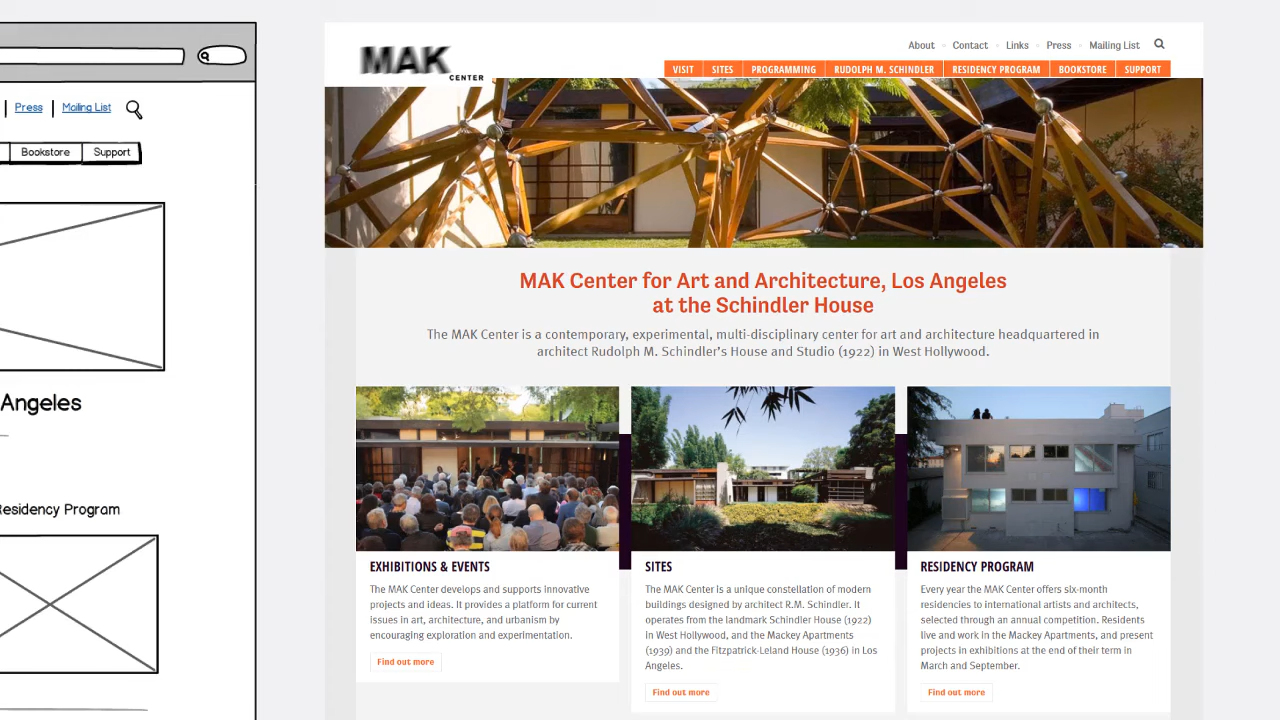 Press
Mailing List
Bookstore
Support
Angeles
Residency Program
MAK
CENTER
About
Contact
Links
Press
Mailing List
VISIT
SITES
PROGRAMMING
RUDOLPH M. SCHINDLER
RESIDENCY PROGRAM
BOOKSTORE
SUPPORT
MAK Center for Art and Architecture, Los Angeles
at the Schindler House
The MAK Center is a contemporary, experimental, multi-disciplinary center for art and architecture headquartered in
architect Rudolph M. Schindler's House and Studio (1922) in West Hollywood.
EXHIBITIONS & EVENTS
The MAK Center develops and supports innovative
projects and ideas. It provides a platform for current
issues in art, architecture, and urbanism by
encouraging exploration and experimentation.
Find out more
SITES
The MAK Center is a unique constellation of modern
buildings designed by architect R.M. Schindler. It
operates from the landmark Schindler House (1922)
in West Hollywood, and the Mackey Apartments
(1939) and the Fitzpatrick-Leland House (1936) in Los
Angeles.
Find out more
RESIDENCY PROGRAM
Every year the MAK Center offers six-month
residencies to international artists and architects,
selected through an annual competition. Residents
live and work in the Mackey Apartments, and present
projects in exhibitions at the end of their term in
March and September.
Find out more